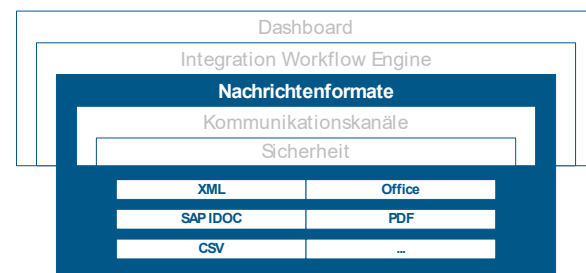 Dashboard
Integration Workflow Engine
Nachrichtenformate
Kommunikationskanäle
Sicherheit
XML Office
SAP IDOC PDF
CSV ...